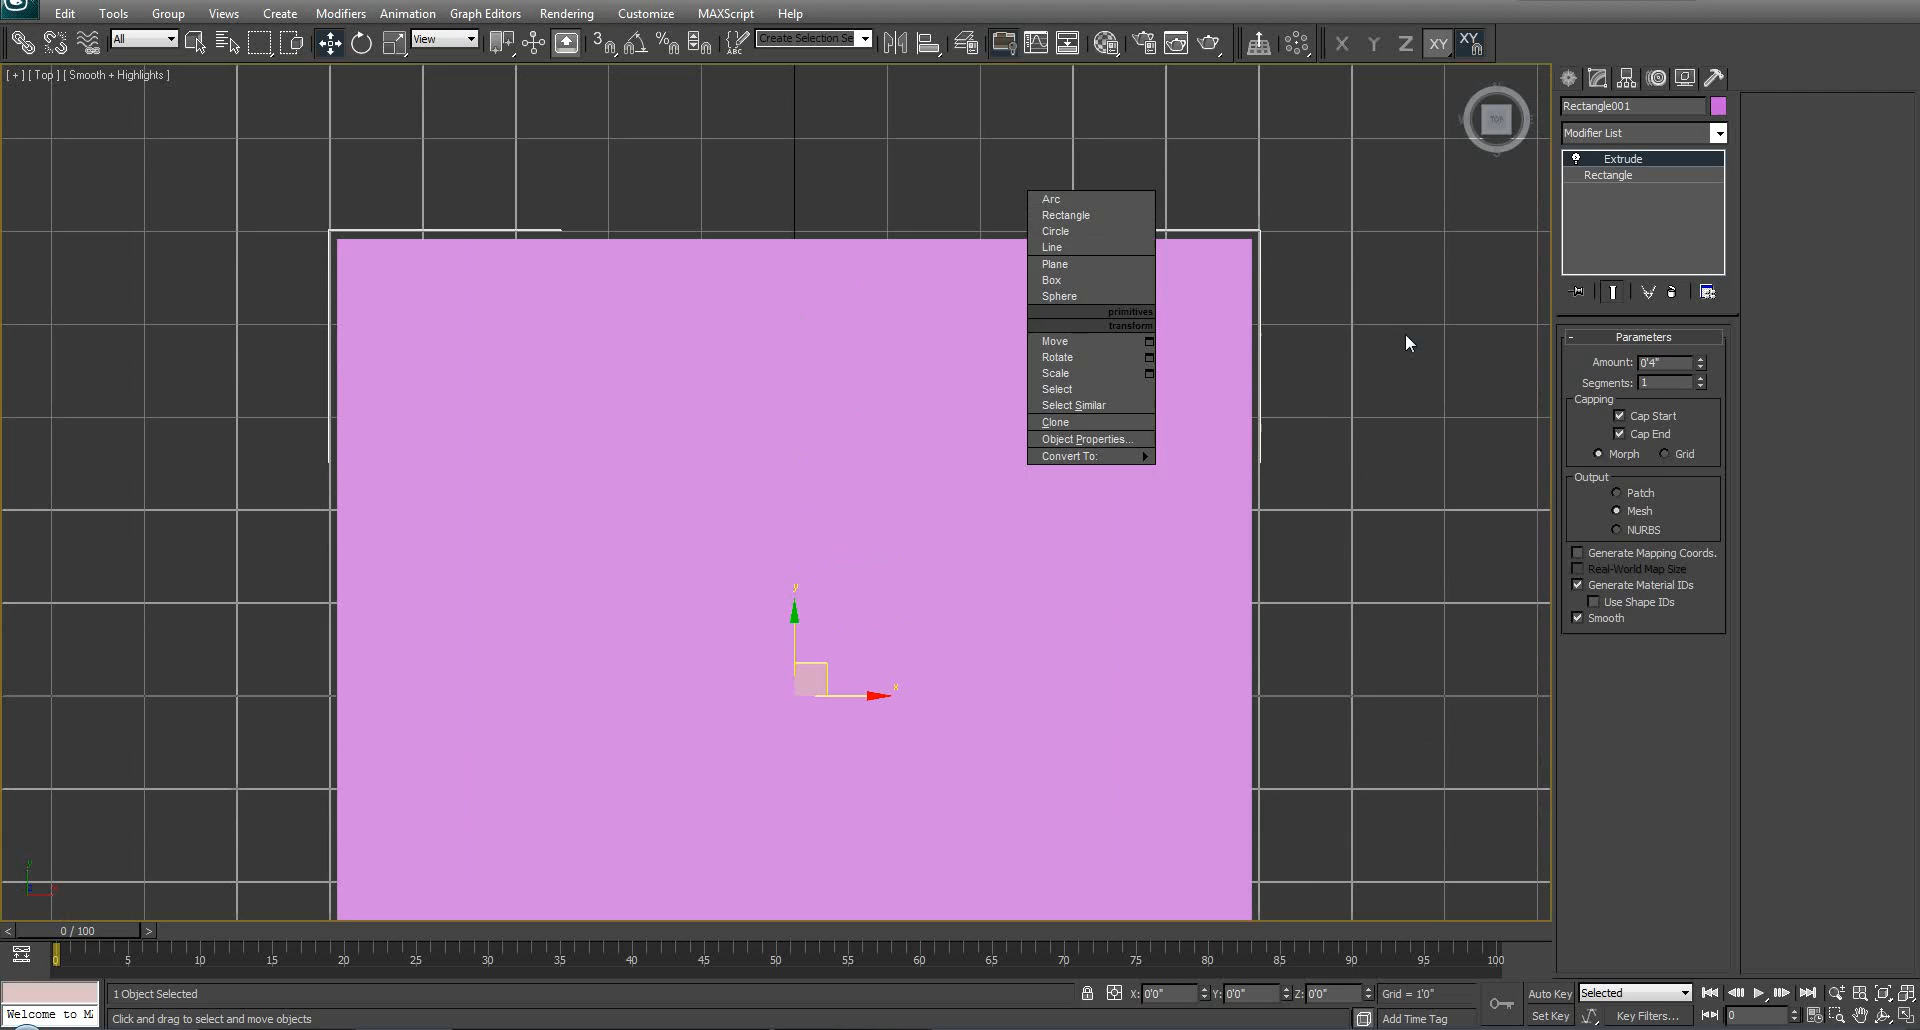 Edit Tools Group Views Create Modifiers Animation Graph Editors Rendering Customize MAXScript Help
All View 3 ABC Create Selection Se X Y Z XY XY
[ + ] [ Top ] [ Smooth + Highlights ]
TOP
Rectangle001
Modifier List
Extrude
Rectangle
Arc
Rectangle
Circle
Line
Plane
Box
Sphere
primitives
transform
Move
Rotate
Scale
Select
Select Similar
Clone
Object Properties...
Convert To:
- Parameters
Amount: 0'4"
Segments: 1
Capping
Cap Start
Cap End
Morph Grid
Output
Patch
Mesh
NURBS
Generate Mapping Coords.
Real-World Map Size
Generate Material IDs
Use Shape IDs
Smooth
y
x
< 0 / 100 >
0 5 10 15 20 25 30 35 40 45 50 55 60 65 70 75 80 85 90 95 100
1 Object Selected X: 0'0" Y: 0'0" Z: 0'0" Grid = 1'0" Auto Key Selected
Welcome to M Click and drag to select and move objects Add Time Tag Set Key Key Filters... 0